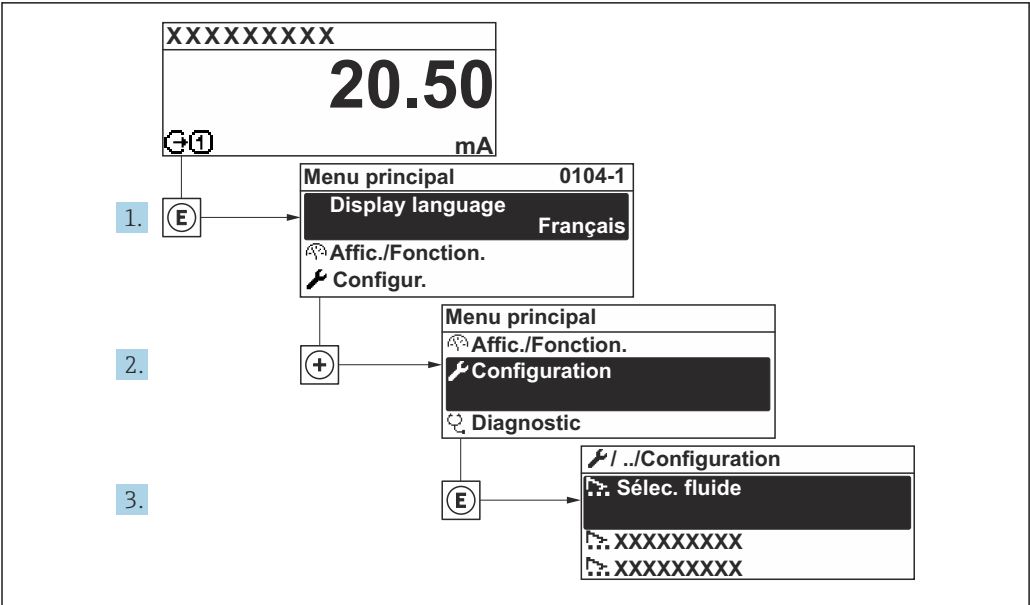 XXXXXXXXX
20.50
1 mA
Menu principal 0104-1
Display language
Français
Affic./Fonction.
Configur.
1. E
Menu principal
Affic./Fonction.
Configuration
Diagnostic
2. +
/ ../Configuration
Sélec. fluide
XXXXXXXXX
XXXXXXXXX
3. E